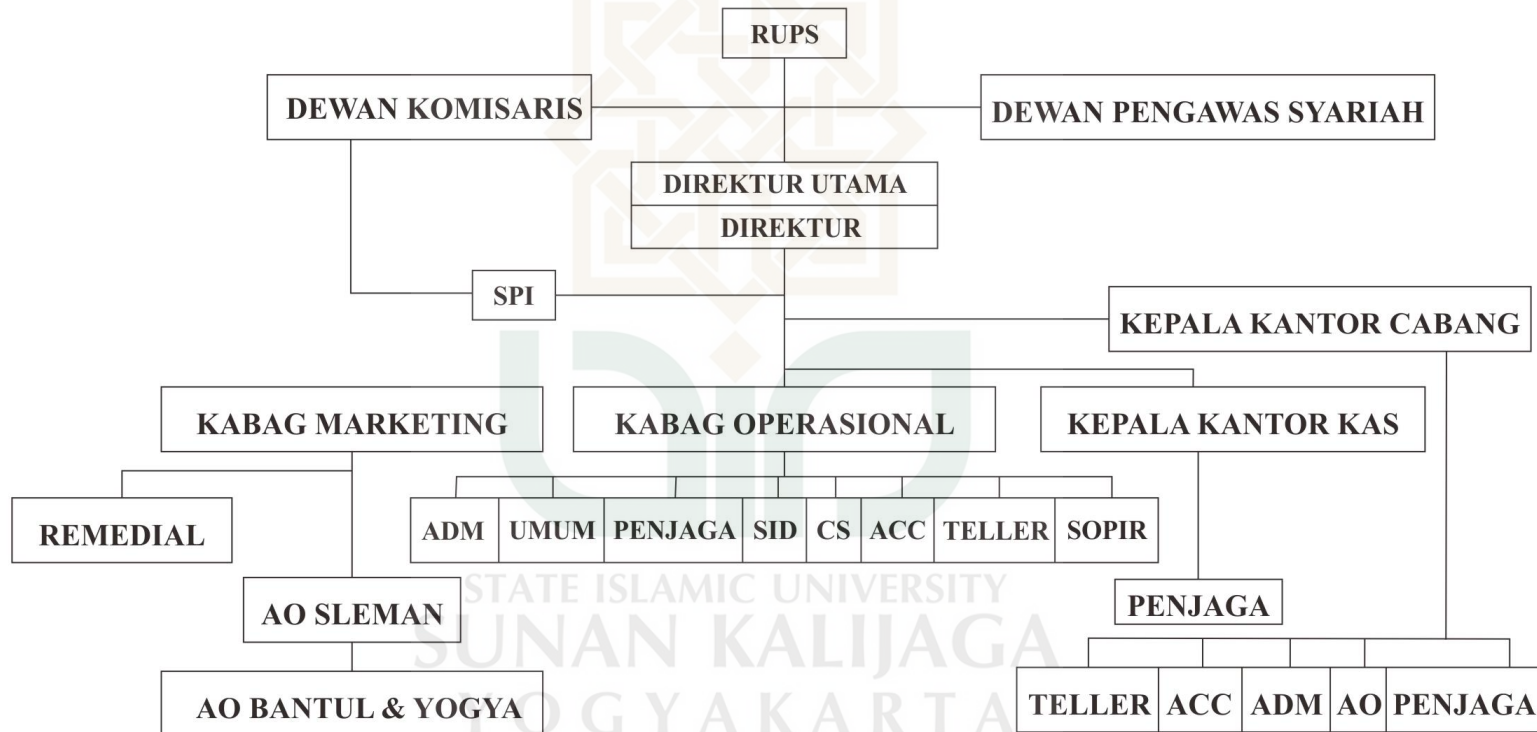 RUPS
DEWAN KOMISARIS
DEWAN PENGAWAS SYARIAH
DIREKTUR UTAMA
DIREKTUR
SPI
KEPALA KANTOR CABANG
KABAG MARKETING
KABAG OPERASIONAL
KEPALA KANTOR KAS
REMEDIAL
ADM UMUM PENJAGA SID CS ACC TELLER SOPIR
STATE ISLAMIC UNIVERSITY
PENJAGA
AO SLEMAN
SUNAN KALIJAGA
AO BANTUL & YOGYA
YOGYAKARTA
TELLER ACC ADM AO PENJAGA